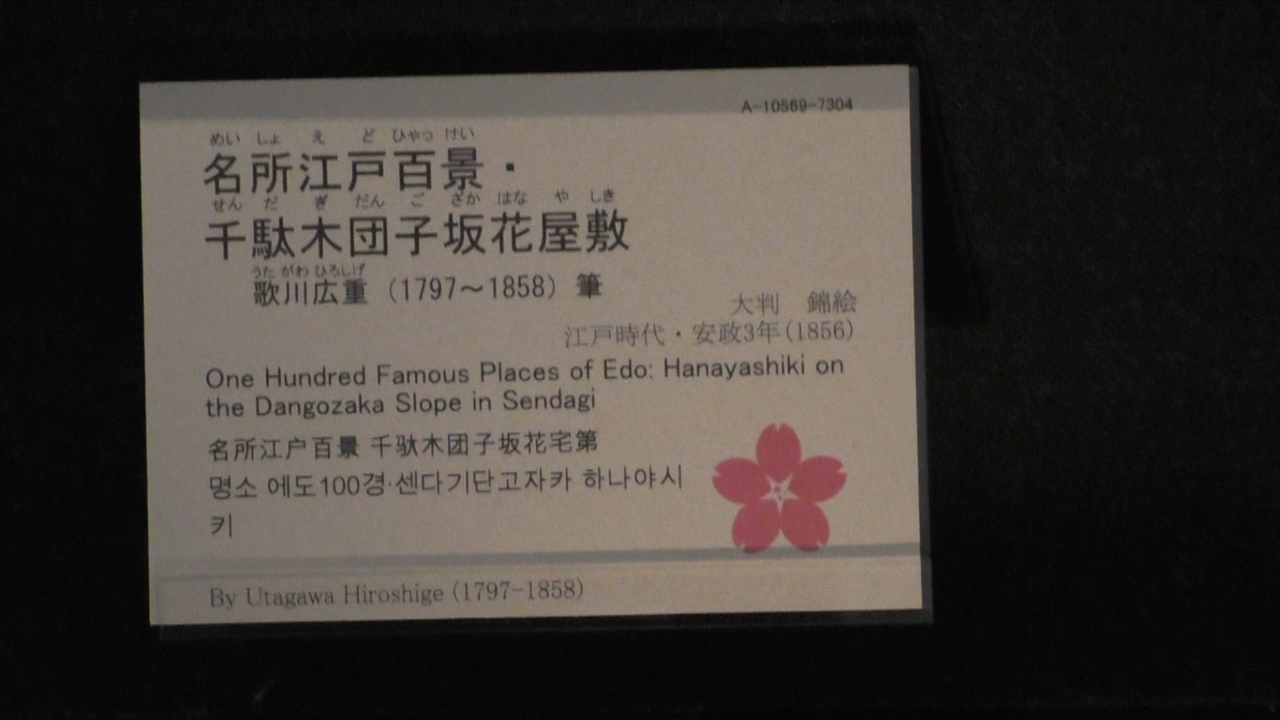 A-10569-7304
めい しょ え ど ひゃっ けい
名所江戸百景・
せん だ ぎ だん ご ざか はな や しき
千駄木団子坂花屋敷
うた がわ ひろしげ
歌川広重（1797～1858）筆
大判　錦絵
江戸時代・安政3年(1856)
One Hundred Famous Places of Edo: Hanayashiki on
the Dangozaka Slope in Sendagi
名所江户百景 千驮木团子坂花宅第
명소 에도100경·센다기단고자카 하나야시
키
By Utagawa Hiroshige (1797-1858)